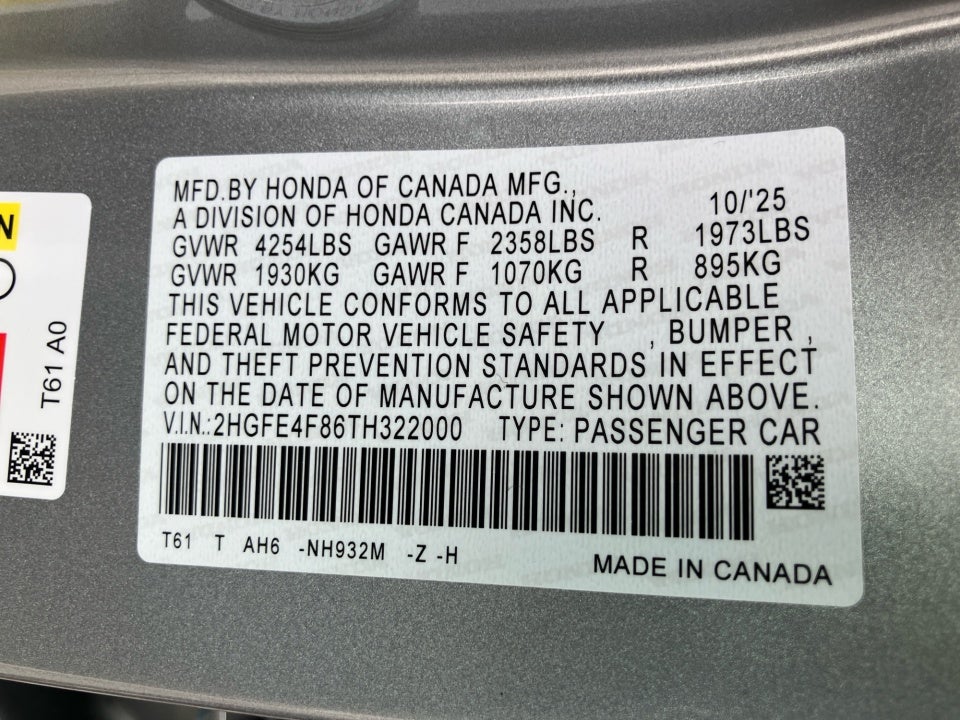 MFD.BY HONDA OF CANADA MFG.,
A DIVISION OF HONDA CANADA INC. 10/'25
GVWR 4254LBS GAWR F 2358LBS R 1973LBS
GVWR 1930KG GAWR F 1070KG R 895KG
THIS VEHICLE CONFORMS TO ALL APPLICABLE
FEDERAL MOTOR VEHICLE SAFETY , BUMPER ,
AND THEFT PREVENTION STANDARDS IN EFFECT
ON THE DATE OF MANUFACTURE SHOWN ABOVE.
V.I.N.:2HGFE4F86TH322000 TYPE: PASSENGER CAR
T61 T AH6 -NH932M -Z -H
MADE IN CANADA
N
T61 A0